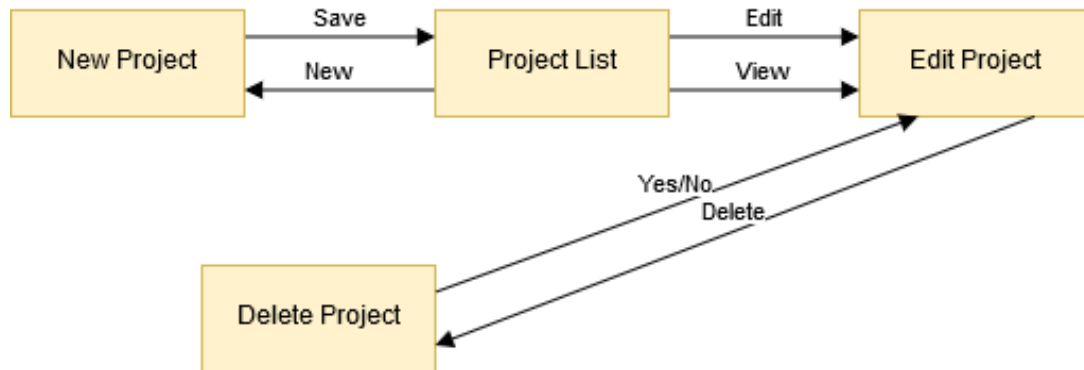 Save
Edit
New Project
Project List
Edit Project
New
View
Yes/No
Delete
Delete Project